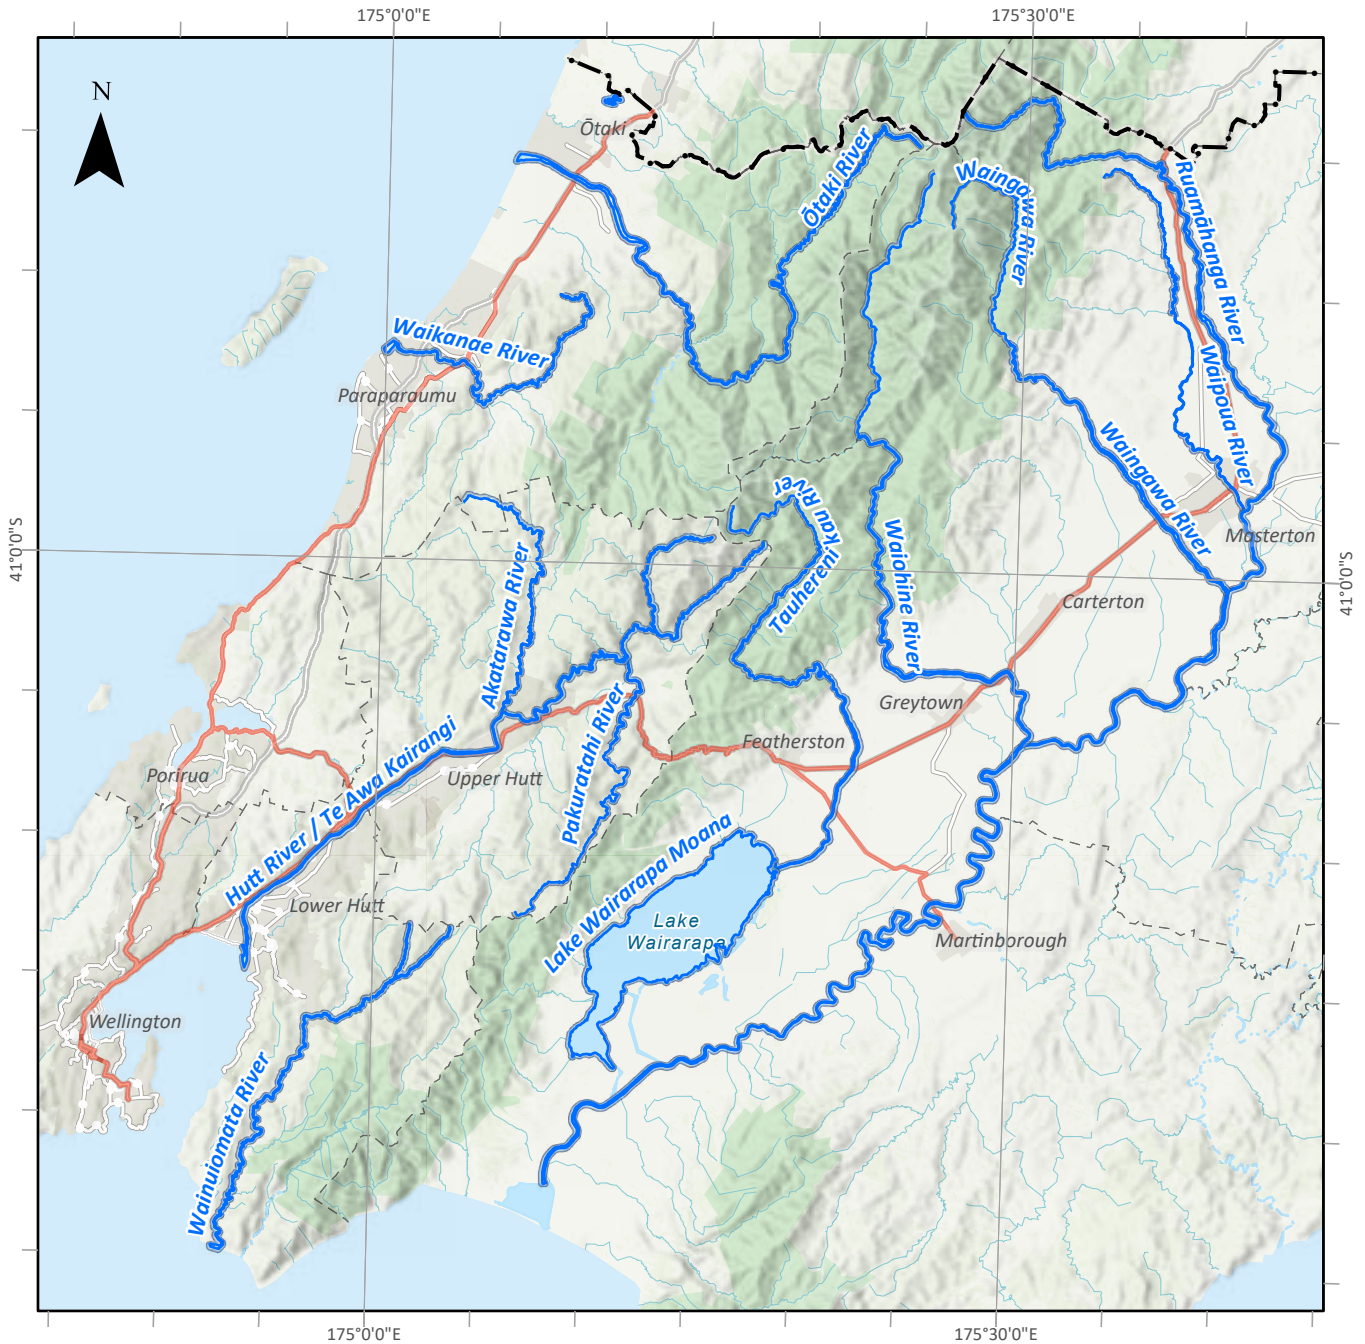 175°0'0"E
175°30'0"E
N
Ōtaki
Ōtaki River
Waingawa River
Ruamāhanga River
Waikanae River
Paraparaumu
Waipoua River
Waingawa River
Tauherenikau River
Waiohine River
Masterton
41°0'0"S
41°0'0"S
Akatarawa River
Carterton
Greytown
Featherston
Pakuratahi River
Upper Hutt
Porirua
Hutt River / Te Awa Kairangi
Lower Hutt
Lake Wairarapa Moana
Lake
Wairarapa
Martinborough
Wellington
Wainuiomata River
175°0'0"E
175°30'0"E